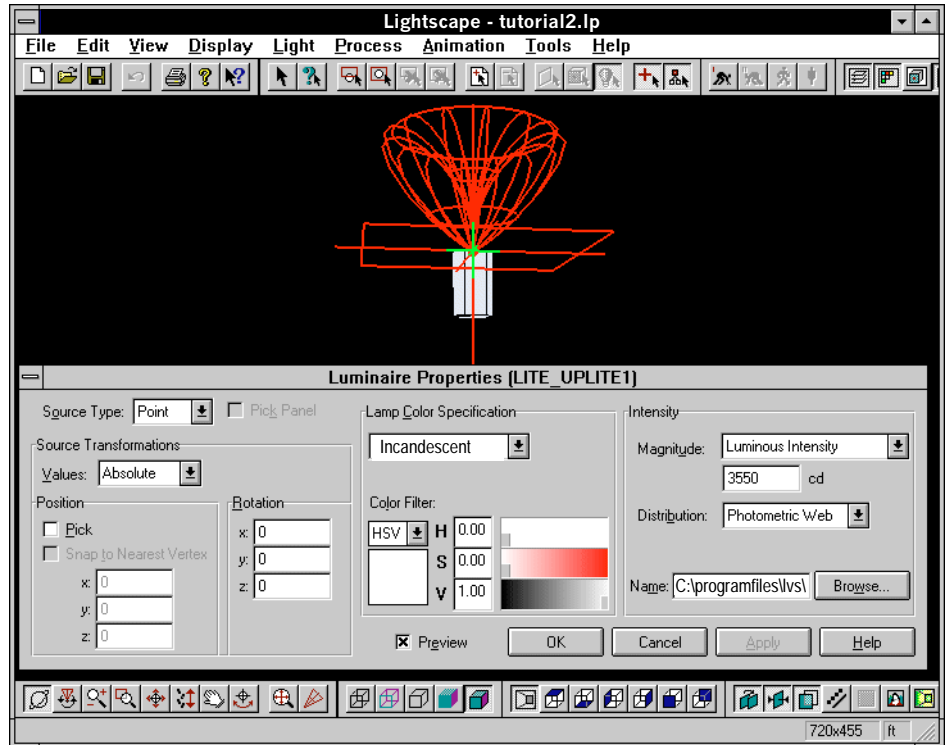 Lightscape - tutorial2.lp
File Edit View Display Light Process Animation Tools Help
Luminaire Properties (LITE_UPLITE1)
Source Type: Point Pick Panel
Source Transformations
Values: Absolute
Position
Pick
Snap to Nearest Vertex
x: 0
y: 0
z: 0
Rotation
x: 0
y: 0
z: 0
Lamp Color Specification
Incandescent
Color Filter:
HSV H 0.00
S 0.00
V 1.00
Intensity
Magnitude: Luminous Intensity
3550 cd
Distribution: Photometric Web
Name: C:\programfiles\lvs\ Browse...
Preview OK Cancel Apply Help
720x455 ft